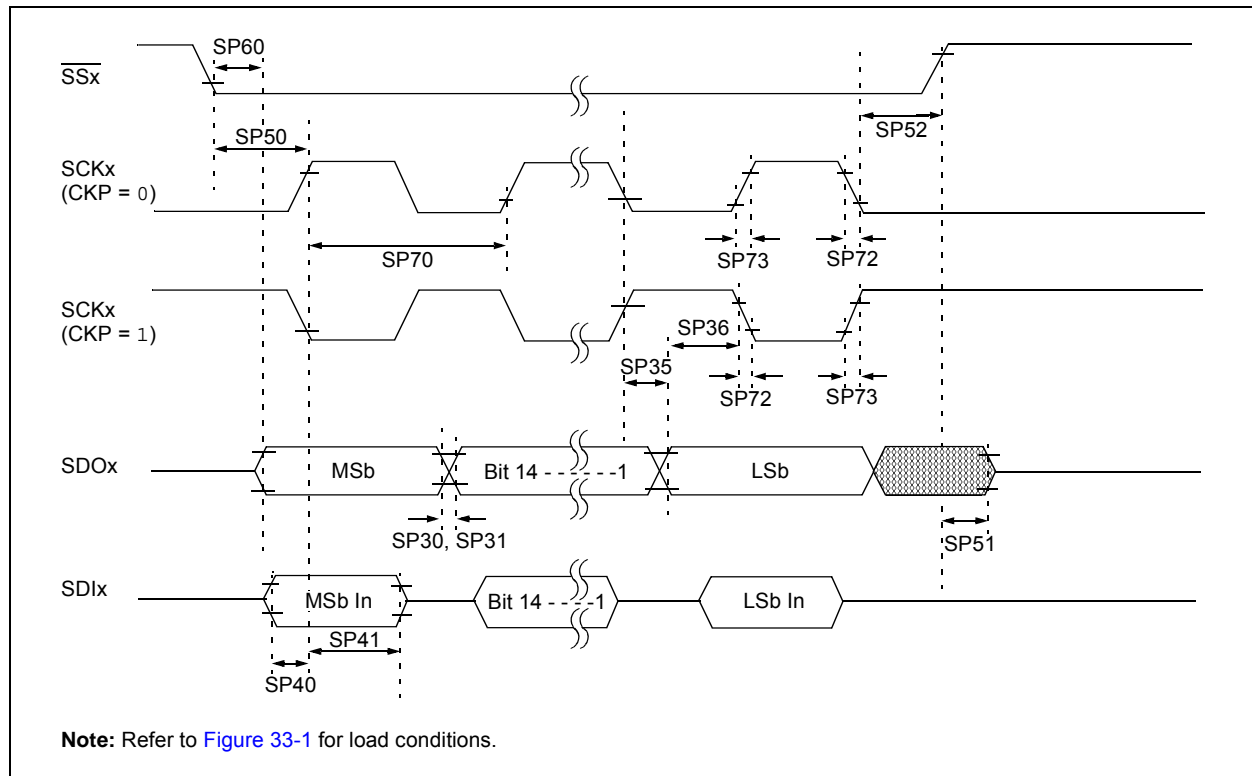 SP60
SSx
SP50
SP52
SCKx
(CKP = 0)
SP70
SP73
SP72
SCKx
(CKP = 1)
SP36
SP35
SP72
SP73
SDOx
MSb
Bit 14 - - - - - -1
LSb
SP30, SP31
SP51
SDIx
MSb In
Bit 14 - - - -1
LSb In
SP41
SP40
Note: Refer to Figure 33-1 for load conditions.